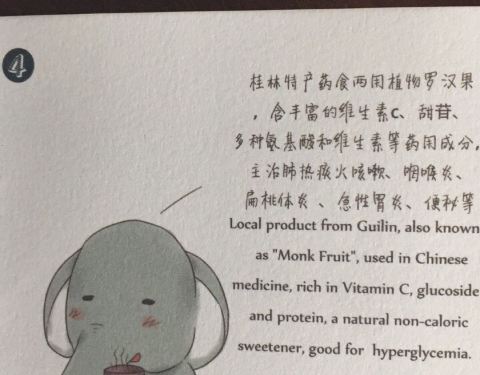 4
桂林特产药食两用植物罗汉果
，含丰富的维生素C、甜苷、
多种氨基酸和维生素等药用成分，
主治肺热痰火咳嗽、咽喉炎、
扁桃体炎、急性胃炎、便秘等
Local product from Guilin, also known
as "Monk Fruit", used in Chinese
medicine, rich in Vitamin C, glucoside
and protein, a natural non-caloric
sweetener, good for hyperglycemia.